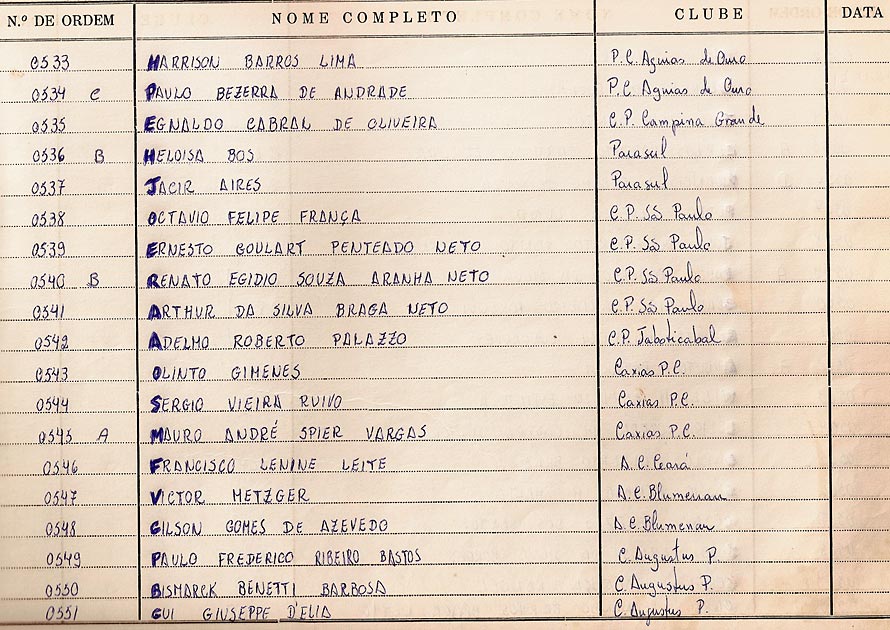 N.º DE ORDEM NOME COMPLETO CLUBE DATA
0533 HARRISON BARROS LIMA P.C. Aguias de Ouro
0534 C PAULO BEZERRA DE ANDRADE P.C. Aguias de Ouro
0535 EGNALDO CABRAL DE OLIVEIRA C.P. Campina Grande
0536 B HELOISA BOS Parasul
0537 JACIR AIRES Parasul
0538 OCTAVIO FELIPE FRANÇA C.P. São Paulo
0539 ERNESTO GOULART PENTEADO NETO C.P. São Paulo
0540 B RENATO EGIDIO SOUZA ARANHA NETO C.P. São Paulo
0541 ARTHUR DA SILVA BRAGA NETO C.P. São Paulo
0542 ADELMO ROBERTO PALAZZO C.P. Jaboticabal
0543 OLINTO GIMENES Caxias P.C.
0544 SERGIO VIEIRA RUIVO Caxias P.C.
0545 A MAURO ANDRÉ SPIER VARGAS Caxias P.C.
0546 FRANCISCO LENINE LEITE A.C. Ceará
0547 VICTOR METZGER A.C. Blumenau
0548 GILSON GOMES DE AZEVEDO A.C. Blumenau
0549 PAULO FREDERICO RIBEIRO BASTOS C. Augustus P.
0550 BISMARCK BENETTI BARBOSA C. Augustus P.
0551 GUI GIUSEPPE D'ELIA C. Augustus P.